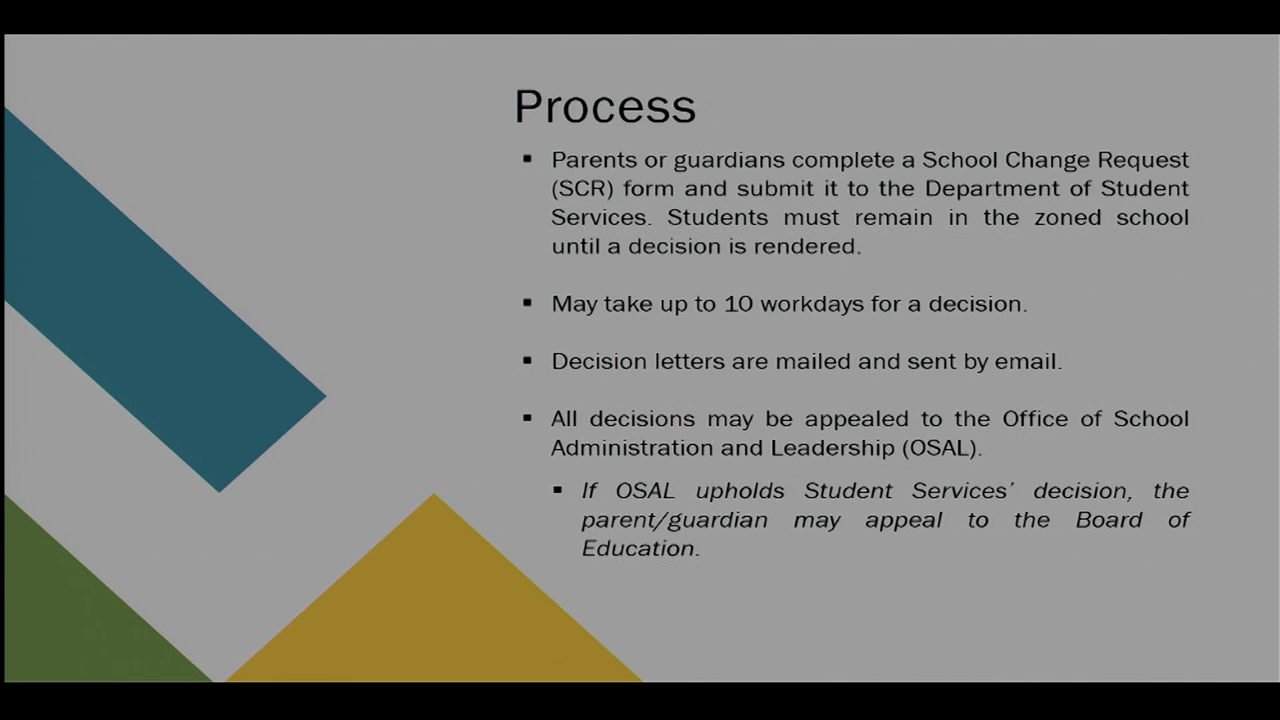 Process
▪ Parents or guardians complete a School Change Request
(SCR) form and submit it to the Department of Student
Services. Students must remain in the zoned school
until a decision is rendered.
▪ May take up to 10 workdays for a decision.
▪ Decision letters are mailed and sent by email.
▪ All decisions may be appealed to the Office of School
Administration and Leadership (OSAL).
▪ If OSAL upholds Student Services’ decision, the
parent/guardian may appeal to the Board of
Education.